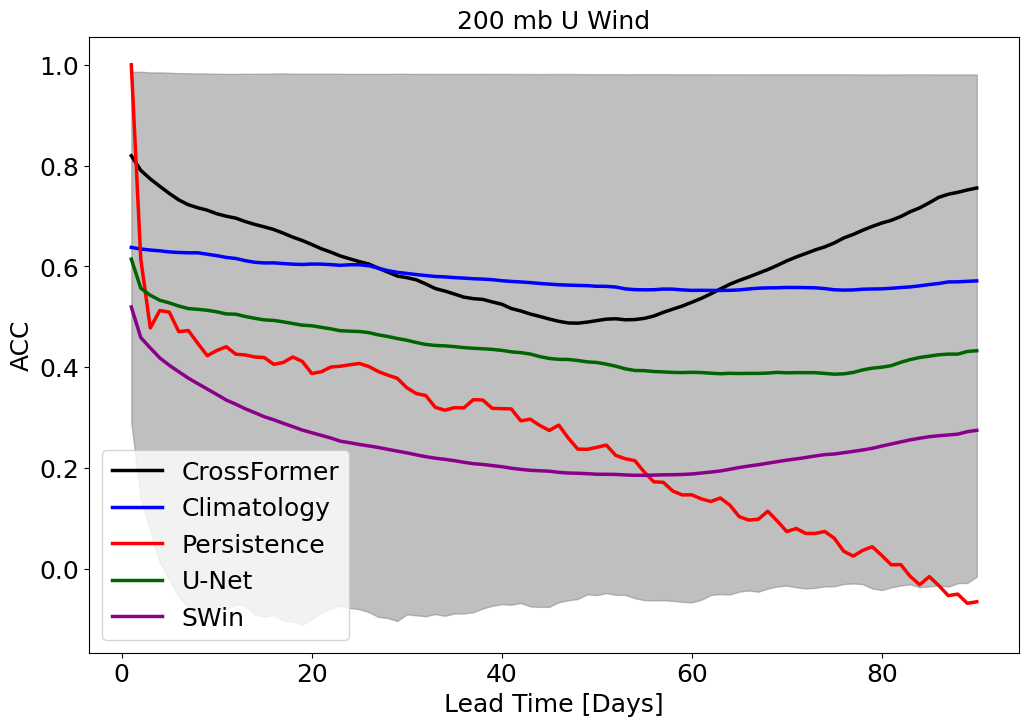 200 mb U Wind
ACC
1.0
0.8
0.6
0.4
0.2
0.0
CrossFormer
Climatology
Persistence
U-Net
SWin
0 20 40 60 80
Lead Time [Days]